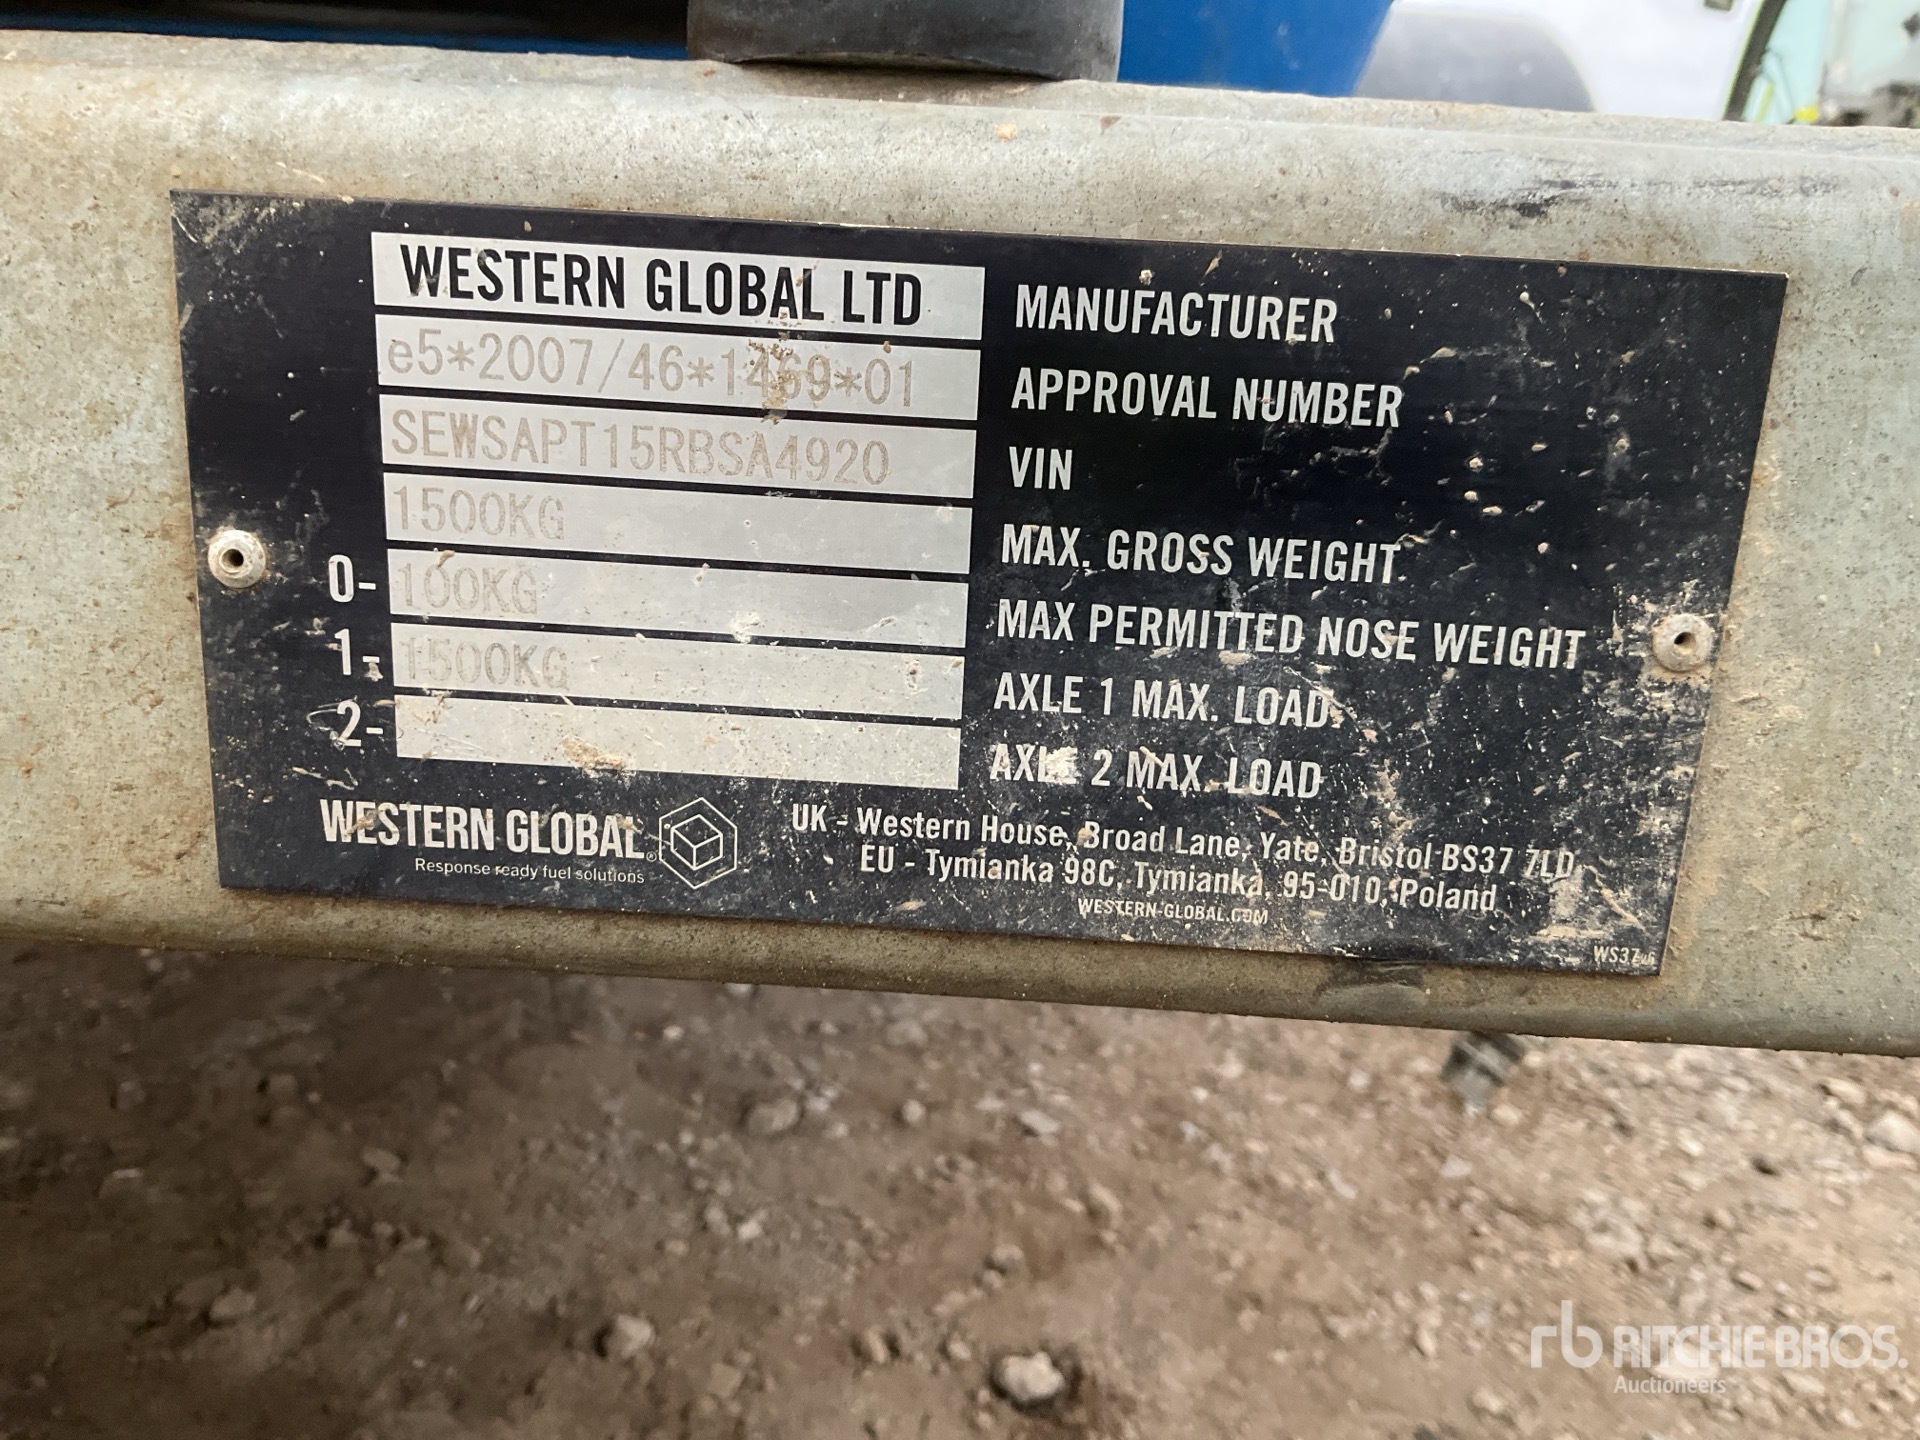 WESTERN GLOBAL LTD MANUFACTURER
e5*2007/46*1469*01 APPROVAL NUMBER
SEWSAPT15RBSA4920 VIN
1500KG MAX. GROSS WEIGHT
0- 100KG MAX PERMITTED NOSE WEIGHT
1- 1500KG AXLE 1 MAX. LOAD
2- AXLE 2 MAX. LOAD
WESTERN GLOBAL®
Response ready fuel solutions
UK - Western House, Broad Lane, Yate, Bristol BS37 7LD
EU - Tymianka 98C, Tymianka, 95-010, Poland
WESTERN-GLOBAL.COM
rb RITCHIE BROS.
Auctioneers